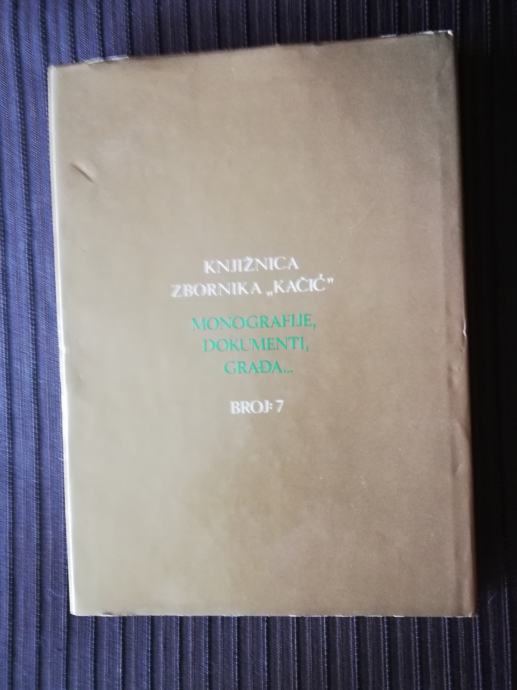 KNJIŽNICA
ZBORNIKA „KAČIĆ”
MONOGRAFIJE,
DOKUMENTI,
GRAĐA...
BROJ: 7